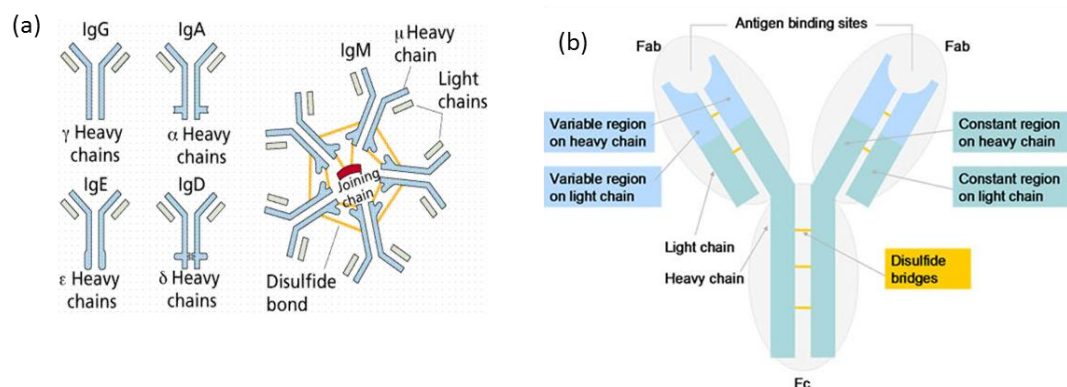 (a)
IgG
IgA
γ Heavy
chains
α Heavy
chains
IgE
IgD
ε Heavy
chains
δ Heavy
chains
IgM
μ Heavy
chain
Light
chains
Joining
chain
Disulfide
bond
(b)
Antigen binding sites
Fab
Fab
Variable region
on heavy chain
Variable region
on light chain
Constant region
on heavy chain
Constant region
on light chain
Light chain
Heavy chain
Disulfide
bridges
Fc